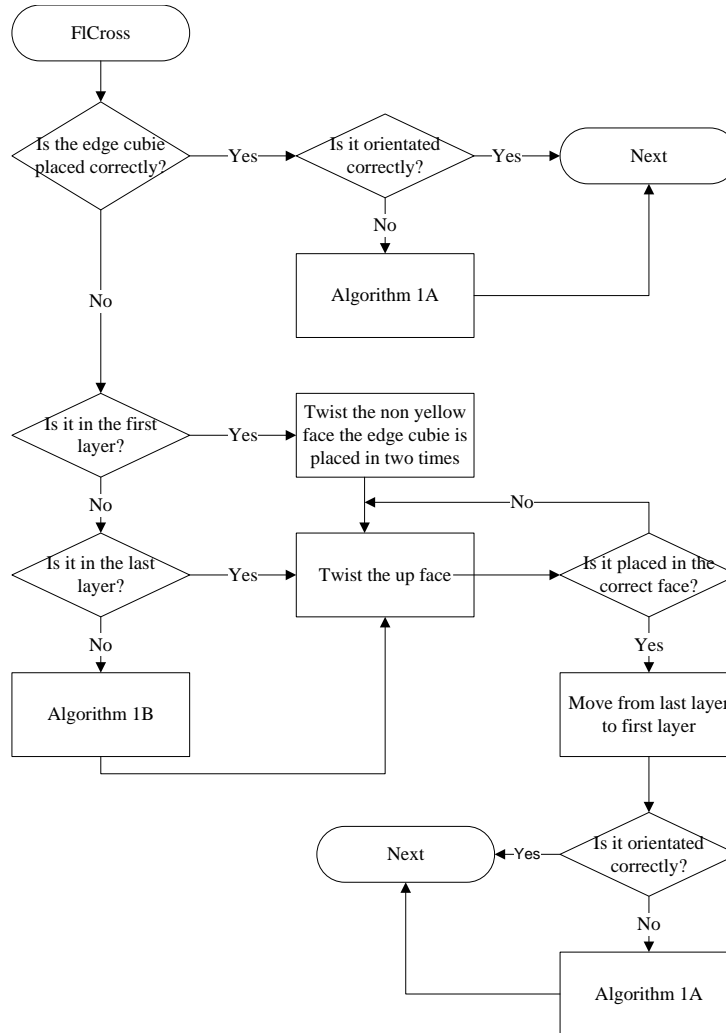 FlCross
Is the edge cubie
placed correctly?
Yes
Is it orientated
correctly?
Yes
Next
No
Algorithm 1A
No
Is it in the first
layer?
Yes
Twist the non yellow
face the edge cubie is
placed in two times
No
No
Is it in the last
layer?
Yes
Twist the up face
Is it placed in the
correct face?
No
Yes
Algorithm 1B
Move from last layer
to first layer
Next
Yes
Is it orientated
correctly?
No
Algorithm 1A